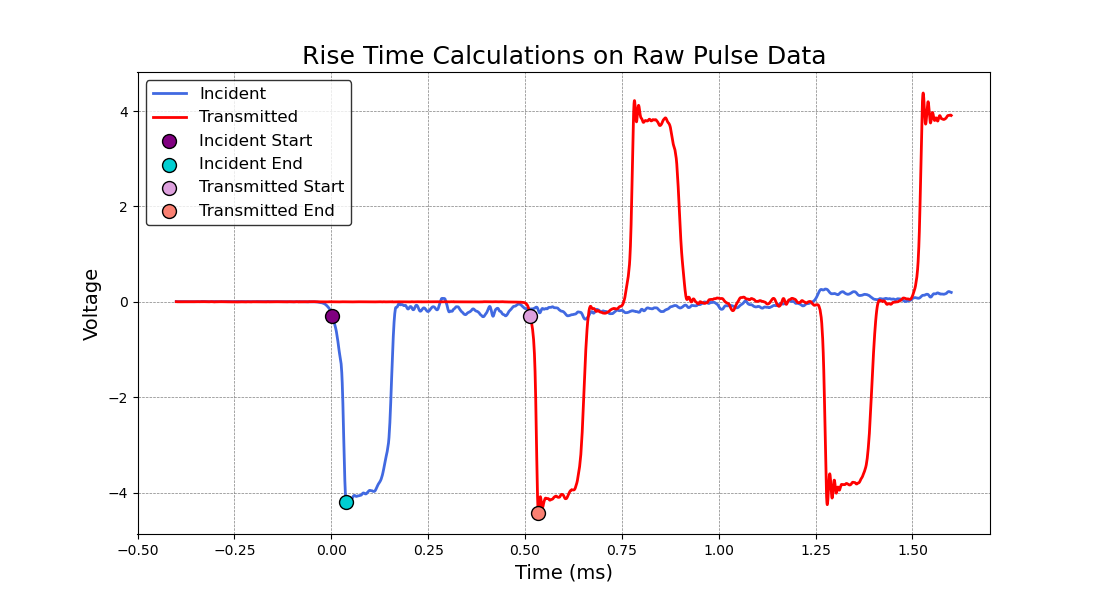 Rise Time Calculations on Raw Pulse Data
Incident
Transmitted
Incident Start
Incident End
Transmitted Start
Transmitted End
Voltage
4
2
0
−2
−4
−0.50
−0.25
0.00
0.25
0.50
0.75
1.00
1.25
1.50
Time (ms)